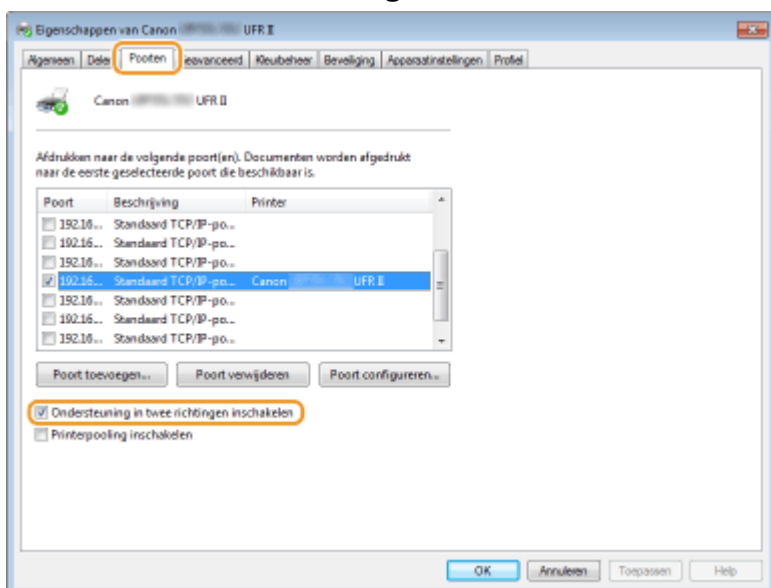 Eigenschappen van Canon UFR II
Algemeen Delen Poorten Geavanceerd Kleurbeheer Beveiliging Apparaatinstellingen Profiel
Canon UFR II
Afdrukken naar de volgende poort(en). Documenten worden afgedrukt
naar de eerste geselecteerde poort die beschikbaar is.
Poort Beschrijving Printer
192.16... Standaard TCP/IP-po...
192.16... Standaard TCP/IP-po...
192.16... Standaard TCP/IP-po...
192.16... Standaard TCP/IP-po... Canon UFR II
192.16... Standaard TCP/IP-po...
192.16... Standaard TCP/IP-po...
192.16... Standaard TCP/IP-po...
Poort toevoegen... Poort verwijderen Poort configureren...
Ondersteuning in twee richtingen inschakelen
Printerpooling inschakelen
OK Annuleren Toepassen Help